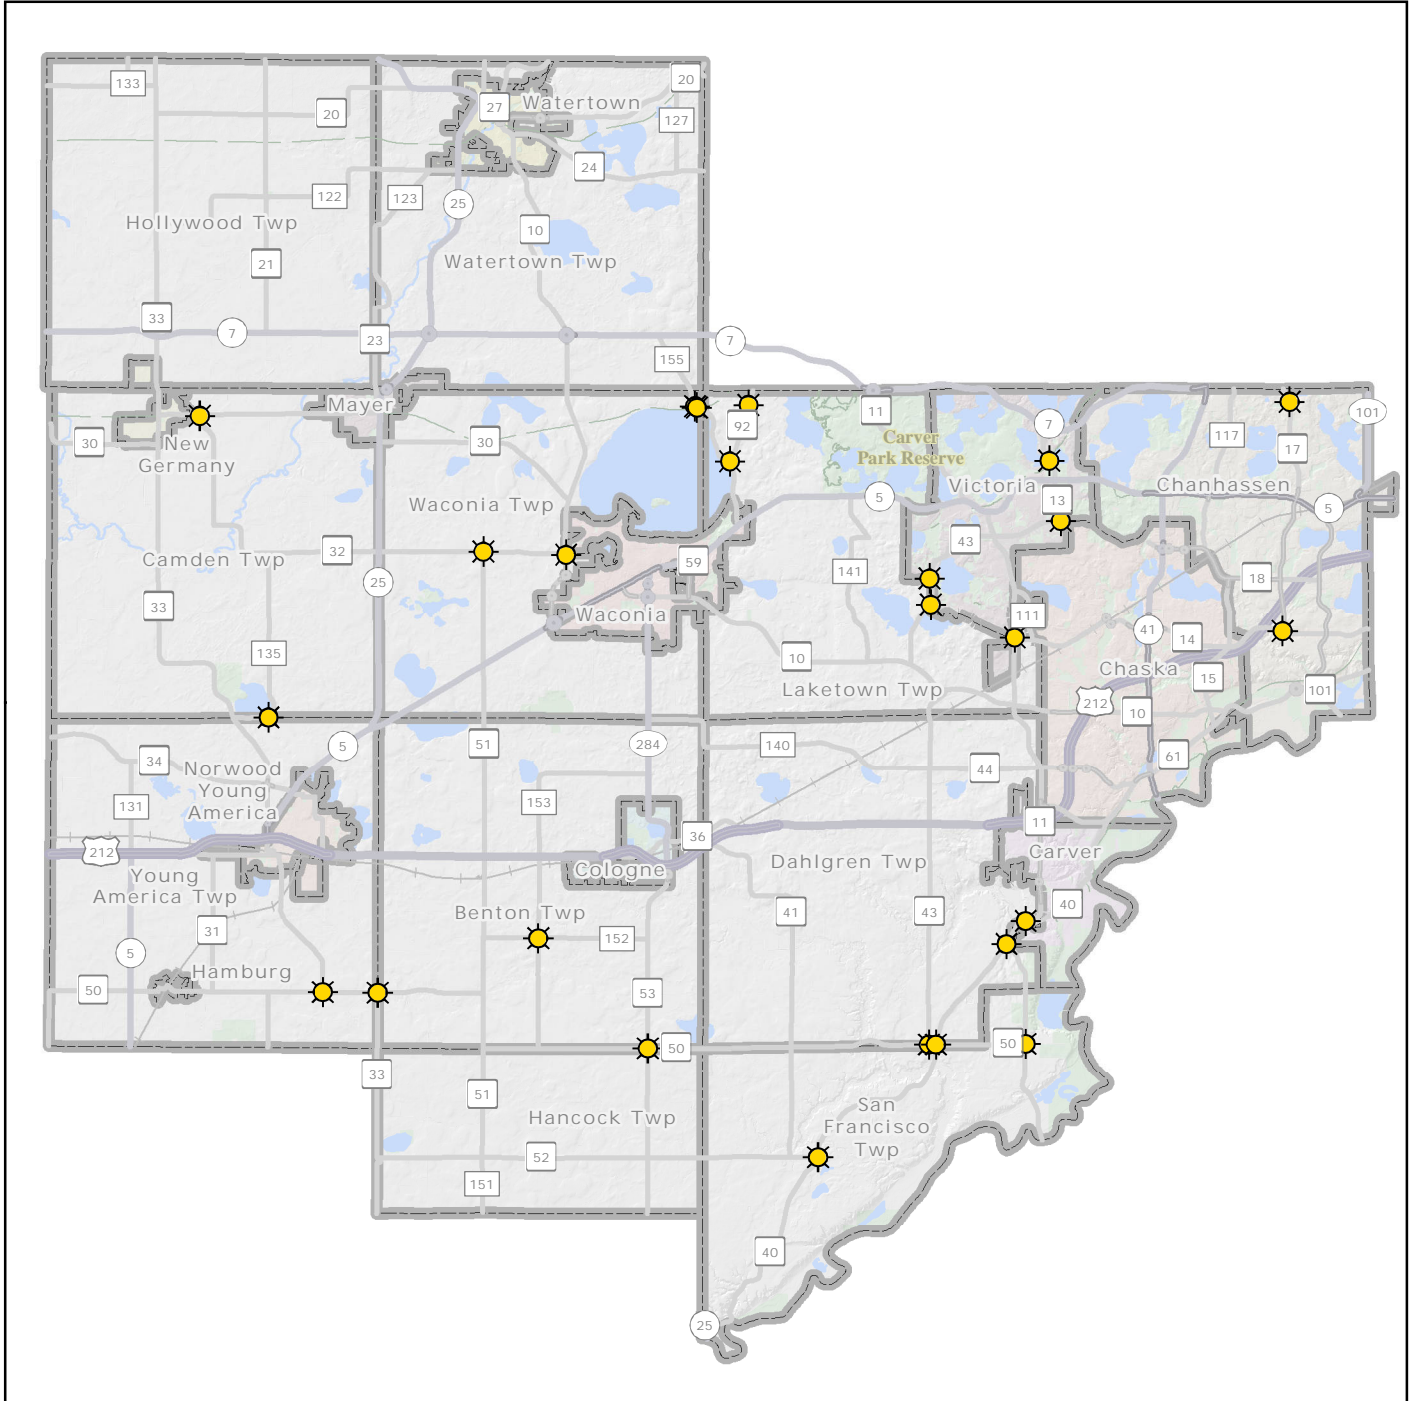 133
20
27
Watertown
20
127
24
122
123
25
Hollywood Twp
10
21
Watertown Twp
33
7
23
7
155
Mayer
11
101
92
7
30
New
Germany
30
Carver
Park Reserve
117
17
Waconia Twp
5
Victoria
13
Chanhassen
5
Camden Twp
32
43
59
141
25
18
33
Waconia
111
41
14
135
10
Chaska
15
Laketown Twp
101
212
10
5
51
284
140
34
44
61
Norwood
Young
America
131
153
212
36
11
Cologne
Dahlgren Twp
Carver
Young
America Twp
Benton Twp
41
43
40
31
152
5
Hamburg
50
53
50
50
33
51
Hancock Twp
San
Francisco
Twp
52
151
40
25